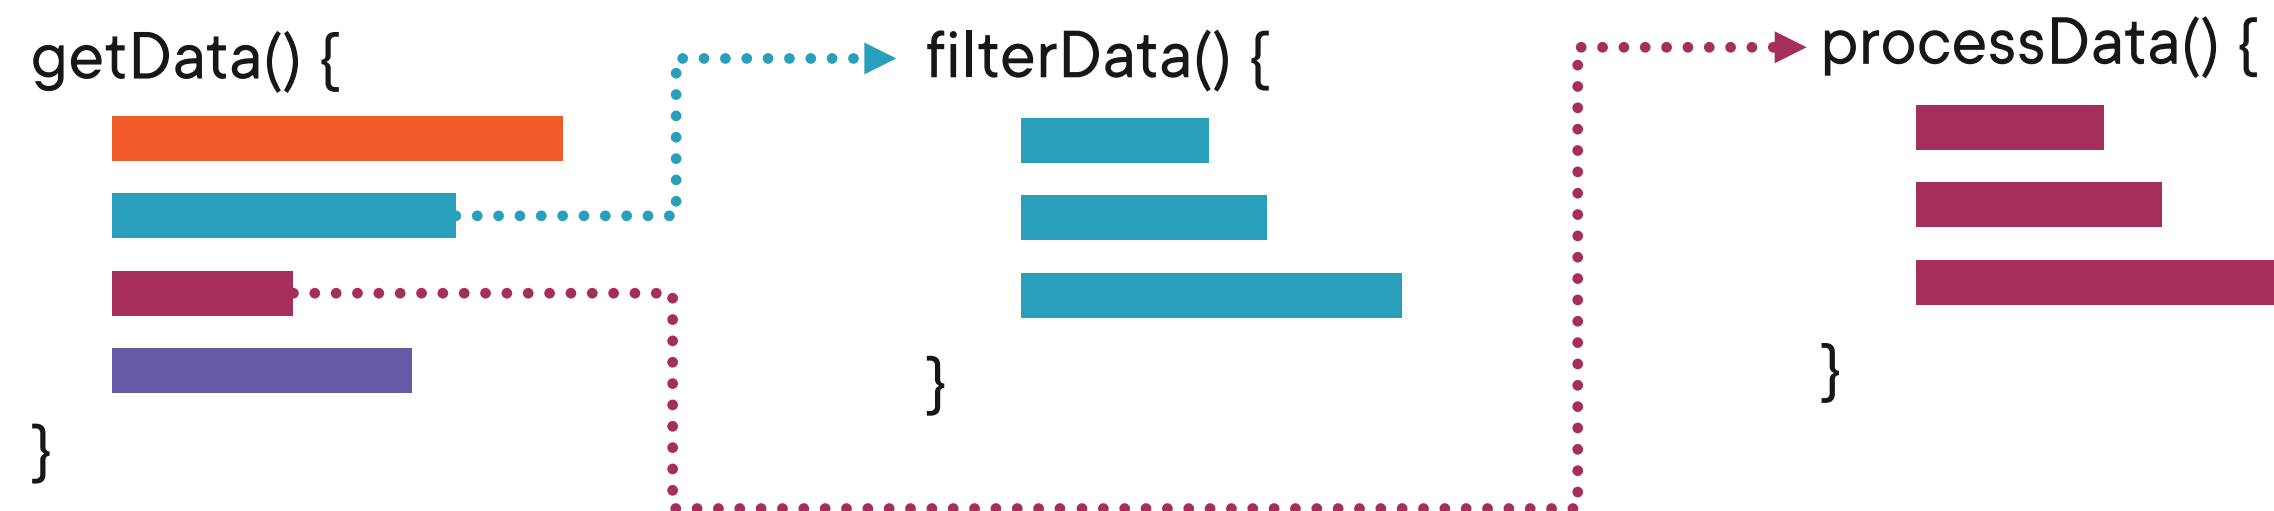 getData() {
}
filterData() {
}
processData() {
}